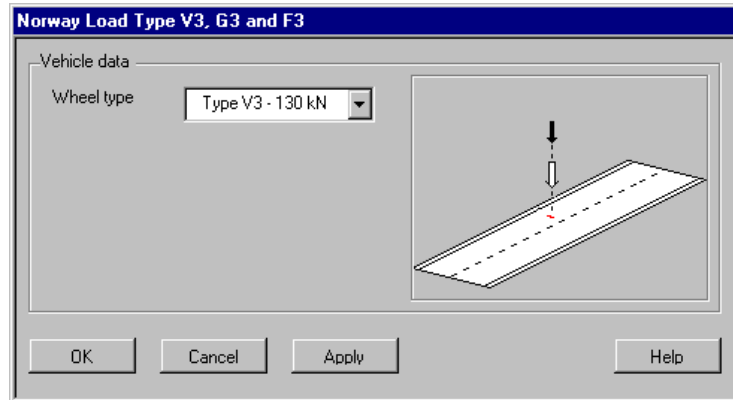 Norway Load Type V3, G3 and F3
Vehicle data
Wheel type
Type V3 - 130 kN
OK
Cancel
Apply
Help